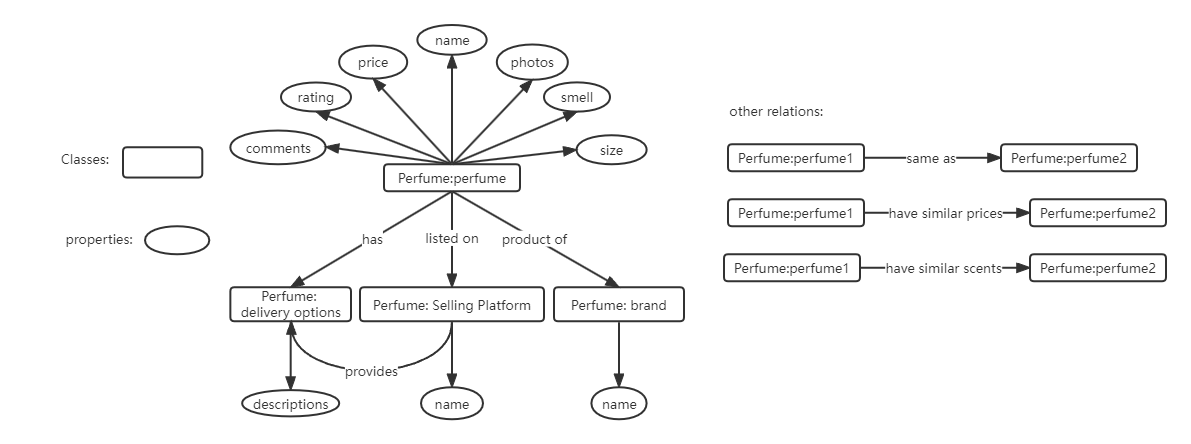 name
price
photos
rating
smell
comments
size
Perfume:perfume
Classes:
properties:
has
listed on
product of
Perfume:
delivery options
Perfume: Selling Platform
Perfume: brand
provides
descriptions
name
name
other relations:
Perfume:perfume1 same as Perfume:perfume2
Perfume:perfume1 have similar prices Perfume:perfume2
Perfume:perfume1 have similar scents Perfume:perfume2